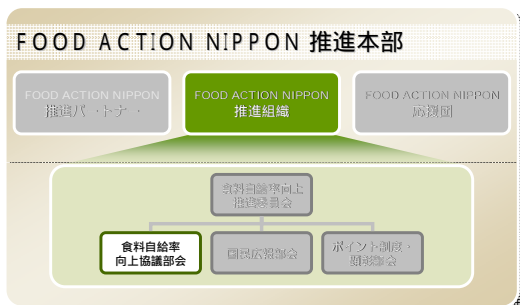 FOOD ACTION NIPPON 推進本部
FOOD ACTION NIPPON
推進パートナー
FOOD ACTION NIPPON
推進組織
FOOD ACTION NIPPON
応援団
食料自給率向上
推進委員会
食料自給率
向上協議部会
国民広報部会
ポイント制度・
顕彰部会